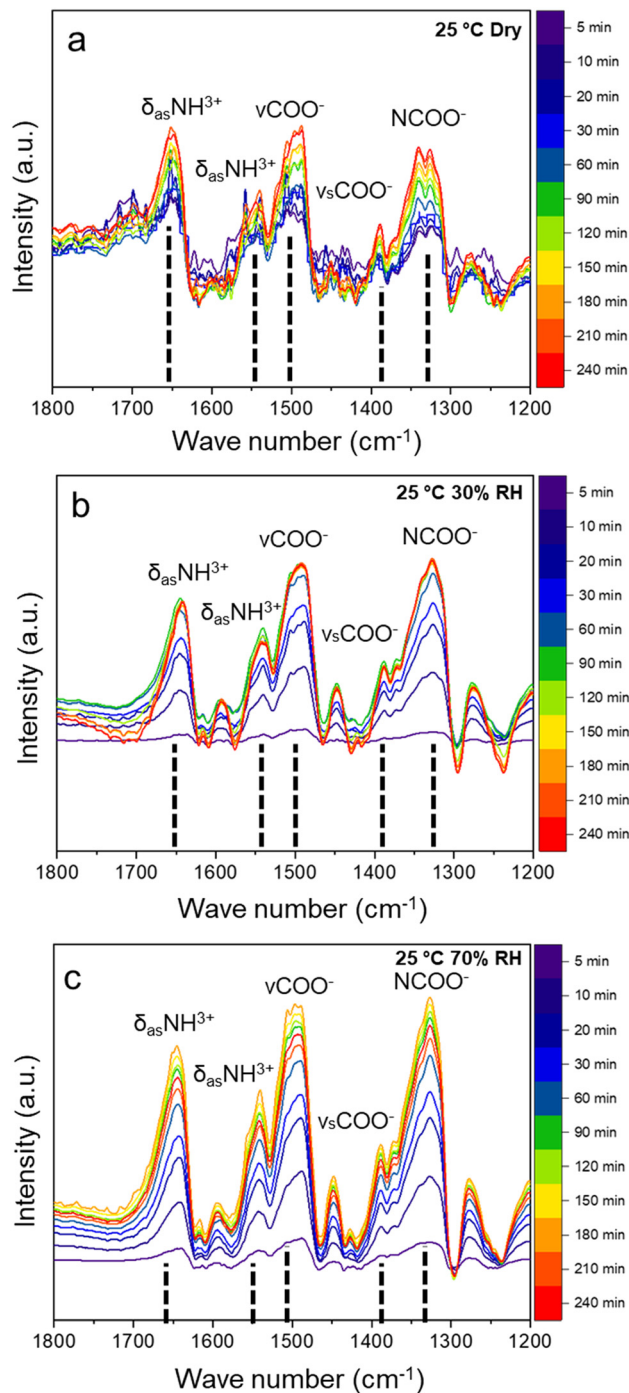 a
25 °C Dry
δasNH³⁺
νCOO⁻
NCOO⁻
δasNH³⁺
vsCOO⁻
Intensity (a.u.)
5 min
10 min
20 min
30 min
60 min
90 min
120 min
150 min
180 min
210 min
240 min
1800 1700 1600 1500 1400 1300 1200
Wave number (cm⁻¹)
b
25 °C 30% RH
νCOO⁻
NCOO⁻
δasNH³⁺
δasNH³⁺
vsCOO⁻
Intensity (a.u.)
5 min
10 min
20 min
30 min
60 min
90 min
120 min
150 min
180 min
210 min
240 min
1800 1700 1600 1500 1400 1300 1200
Wave number (cm⁻¹)
c
25 °C 70% RH
νCOO⁻
NCOO⁻
δasNH³⁺
δasNH³⁺
vsCOO⁻
Intensity (a.u.)
5 min
10 min
20 min
30 min
60 min
90 min
120 min
150 min
180 min
210 min
240 min
1800 1700 1600 1500 1400 1300 1200
Wave number (cm⁻¹)